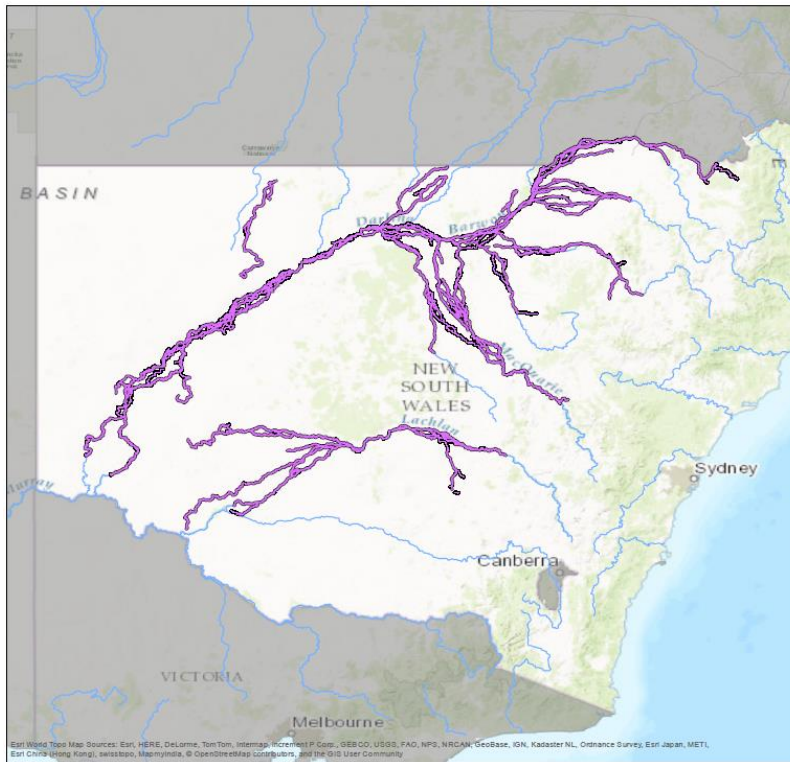 BASIN
Darling
Barwon
Macquarie
NEW
SOUTH
WALES
Lachlan
Sydney
Murray
Canberra
VICTORIA
Melbourne
Esri World Topo Map Sources: Esri, HERE, DeLorme, TomTom, Intermap, increment P Corp., GEBCO, USGS, FAO, NPS, NRCAN, GeoBase, IGN, Kadaster NL, Ordnance Survey, Esri Japan, METI,
Esri China (Hong Kong), swisstopo, MapmyIndia, © OpenStreetMap contributors, and the GIS User Community